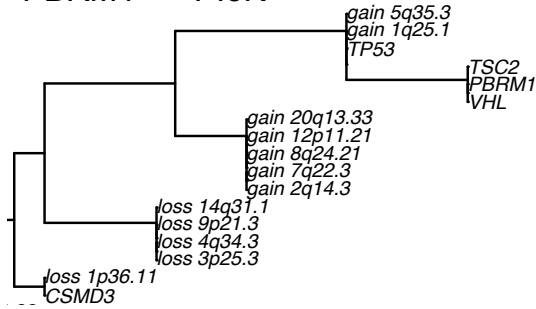 gain 5q35.3
gain 1q25.1
TP53
TSC2
PBRM1
VHL
gain 20q13.33
gain 12p11.21
gain 8q24.21
gain 7q22.3
gain 2q14.3
loss 14q31.1
loss 9p21.3
loss 4q34.3
loss 3p25.3
loss 1p36.11
CSMD3